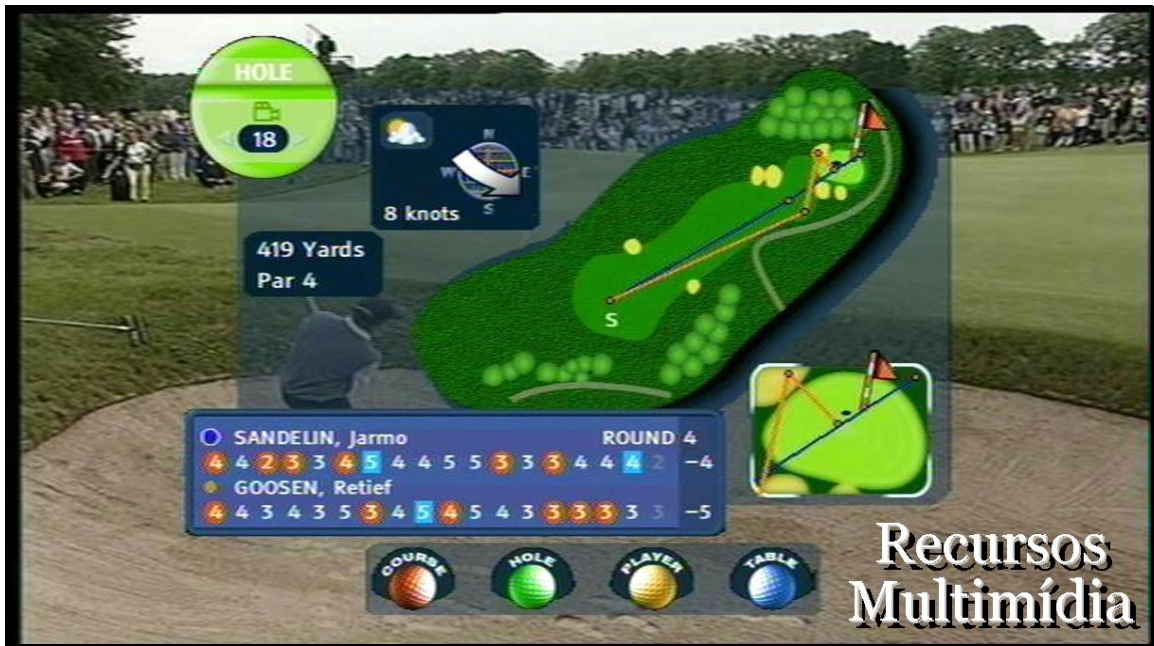 HOLE
18
N
W E
S
8 knots
419 Yards
Par 4
S
SANDELIN, Jarmo ROUND 4
4 4 2 3 3 4 5 4 4 5 5 3 3 3 4 4 4 2 -4
GOOSEN, Retief
4 4 3 4 3 5 3 4 5 4 5 4 3 3 3 3 3 3 -5
COURSE HOLE PLAYER TABLE
Recursos
Multimídia